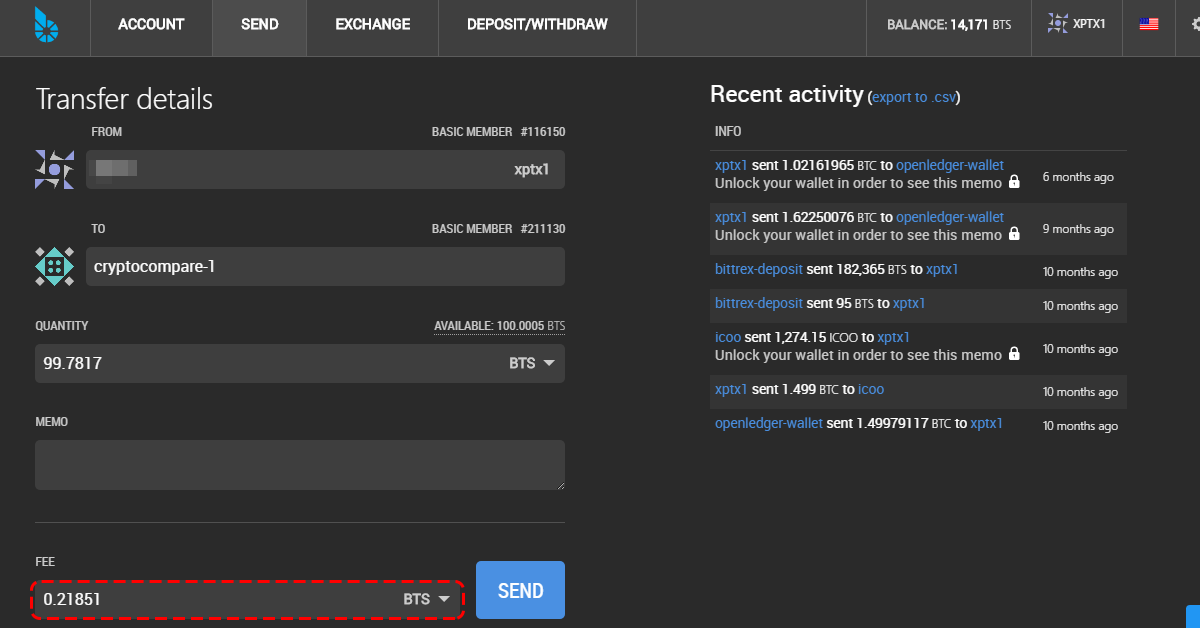 ACCOUNT SEND EXCHANGE DEPOSIT/WITHDRAW BALANCE: 14,171 BTS XPTX1
Transfer details
FROM BASIC MEMBER #116150
xptx1
TO BASIC MEMBER #211130
cryptocompare-1
QUANTITY AVAILABLE: 100.0005 BTS
99.7817 BTS
MEMO
FEE
0.21851 BTS
SEND
Recent activity (export to .csv)
INFO
xptx1 sent 1.02161965 BTC to openledger-wallet
Unlock your wallet in order to see this memo
6 months ago
xptx1 sent 1.62250076 BTC to openledger-wallet
Unlock your wallet in order to see this memo
9 months ago
bittrex-deposit sent 182,365 BTS to xptx1 10 months ago
bittrex-deposit sent 95 BTS to xptx1 10 months ago
icoo sent 1,274.15 ICOO to xptx1
Unlock your wallet in order to see this memo
10 months ago
xptx1 sent 1.499 BTC to icoo 10 months ago
openledger-wallet sent 1.49979117 BTC to xptx1 10 months ago